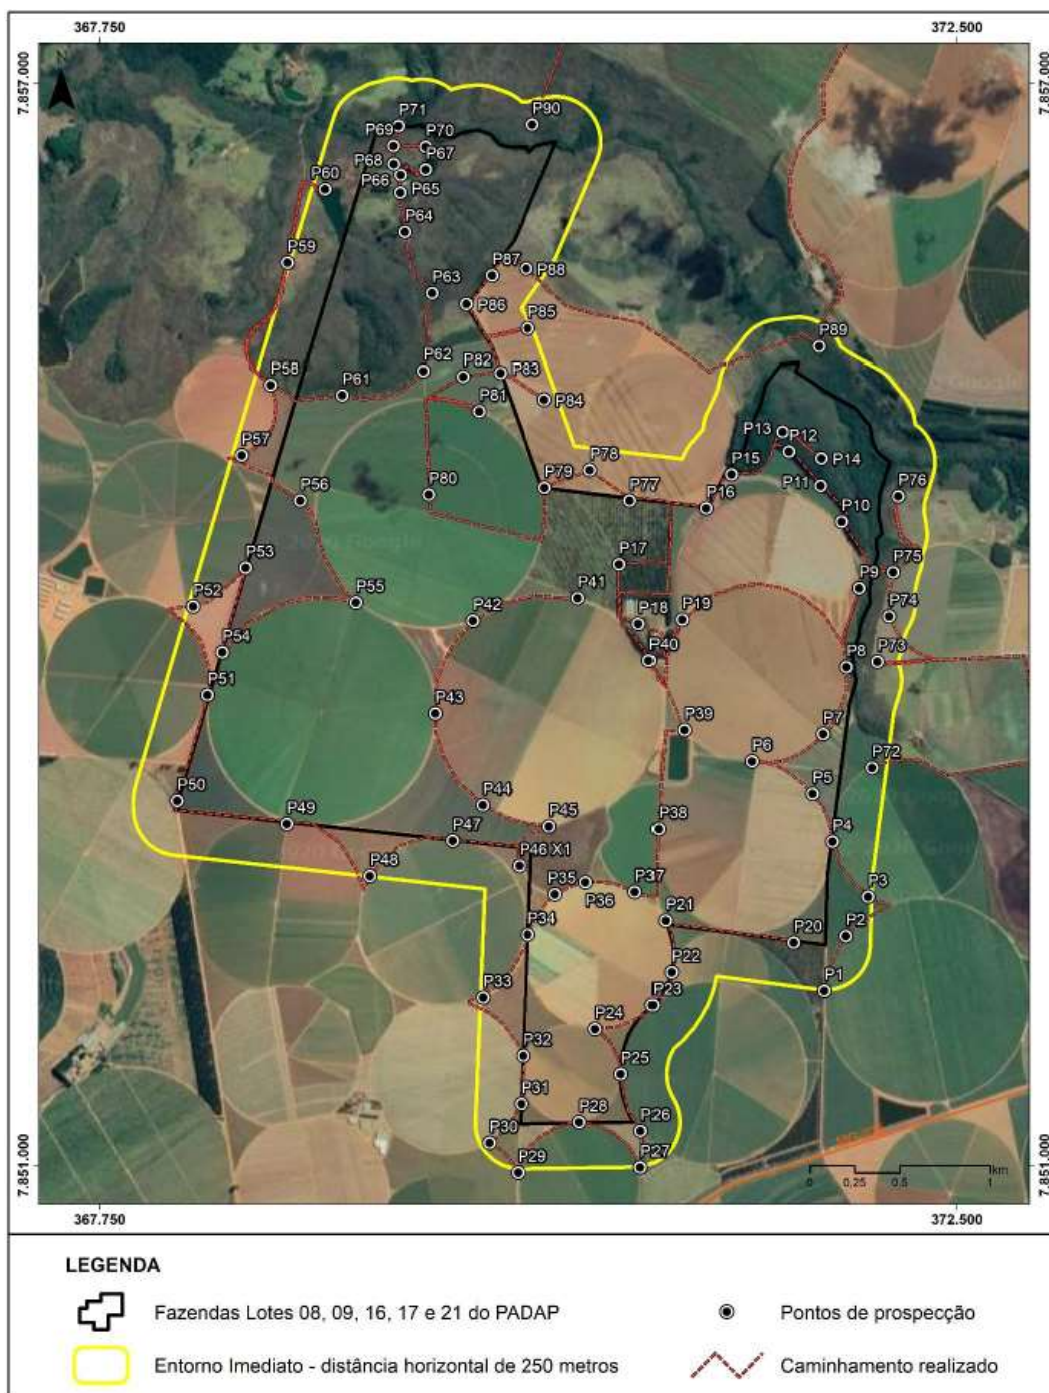 367.750
372.500
7.857.000
7.857.000
N
P71
P90
P69
P70
P68
P67
P60
P66
P65
P64
P59
P87
P88
P63
P86
P85
P89
P62
P82
P83
P58
P61
P81
P84
P13
P12
P57
P78
P15
P14
P79
P11
P76
P56
P80
P77
P16
P10
P17
P53
P75
P9
P41
P52
P55
P42
P18
P19
P74
P54
P40
P8
P73
P51
P43
P39
P7
P6
P72
P50
P5
P44
P49
P45
P38
P4
P47
P46 X1
P48
P35
P37
P3
P36
P21
P34
P20
P2
P22
P33
P1
P23
P24
P32
P25
P31
P28
P26
P30
P29
P27
7.851.000
7.851.000
km
0
0,25
0.5
1
367.750
372.500
LEGENDA
Fazendas Lotes 08, 09, 16, 17 e 21 do PADAP
Pontos de prospecção
Entorno Imediato - distância horizontal de 250 metros
Caminhamento realizado